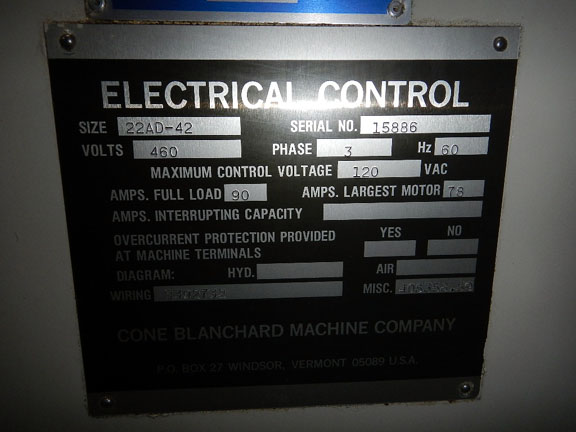 ELECTRICAL CONTROL
SIZE 22AD-42 SERIAL NO. 15886
VOLTS 460 PHASE 3 Hz 60
MAXIMUM CONTROL VOLTAGE 120 VAC
AMPS. FULL LOAD 90 AMPS. LARGEST MOTOR 78
AMPS. INTERRUPTING CAPACITY
OVERCURRENT PROTECTION PROVIDED YES NO
AT MACHINE TERMINALS
DIAGRAM: HYD. AIR
WIRING MISC.
CONE BLANCHARD MACHINE COMPANY
P.O. BOX 27 WINDSOR, VERMONT 05089 U.S.A.